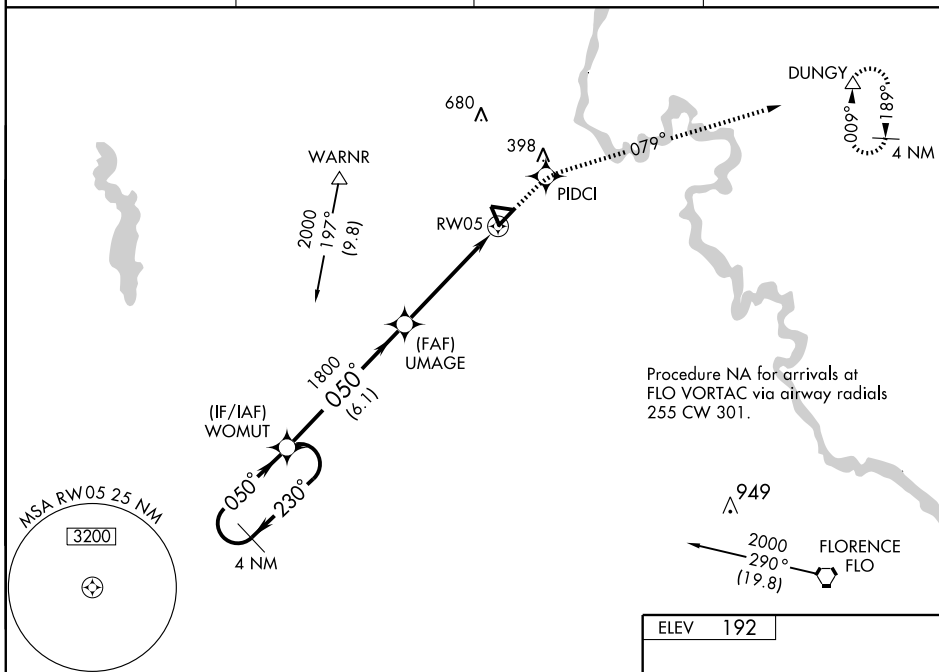 DUNGY
009°
189°
4 NM
680
398
079°
PIDCI
WARNR
2000
197°
(9.8)
RW05
(FAF)
UMAGE
1800
050°
(6.1)
(IF/IAF)
WOMUT
050°
230°
4 NM
Procedure NA for arrivals at
FLO VORTAC via airway radials
255 CW 301.
MSA RW05 25 NM
3200
949
2000
290°
(19.8)
FLORENCE
FLO
ELEV 192